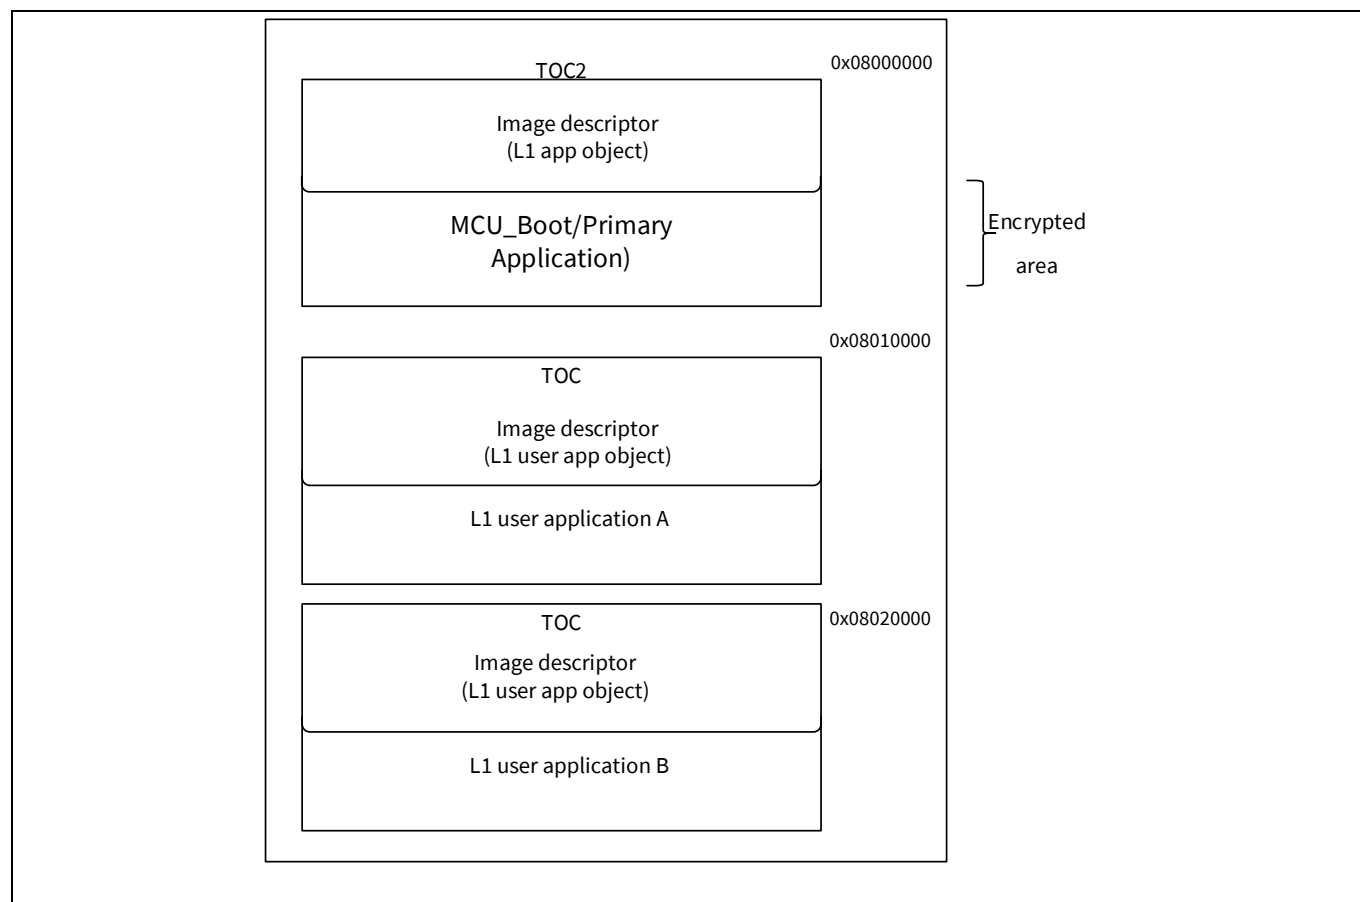 TOC2
0x08000000
Image descriptor
(L1 app object)
MCU_Boot/Primary
Application)
Encrypted
area
0x08010000
TOC
Image descriptor
(L1 user app object)
L1 user application A
0x08020000
TOC
Image descriptor
(L1 user app object)
L1 user application B